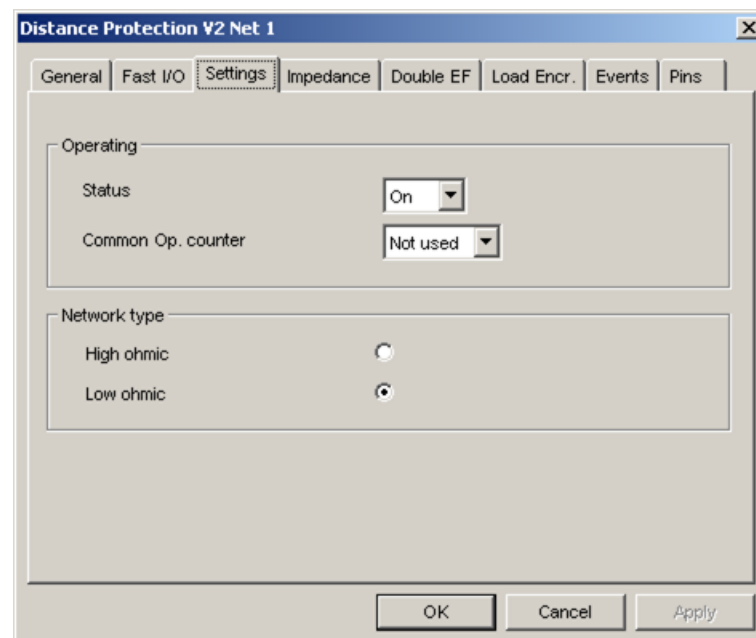 Distance Protection V2 Net 1
General Fast I/O Settings Impedance Double EF Load Encr. Events Pins
Operating
Status On
Common Op. counter Not used
Network type
High ohmic
Low ohmic
OK Cancel Apply